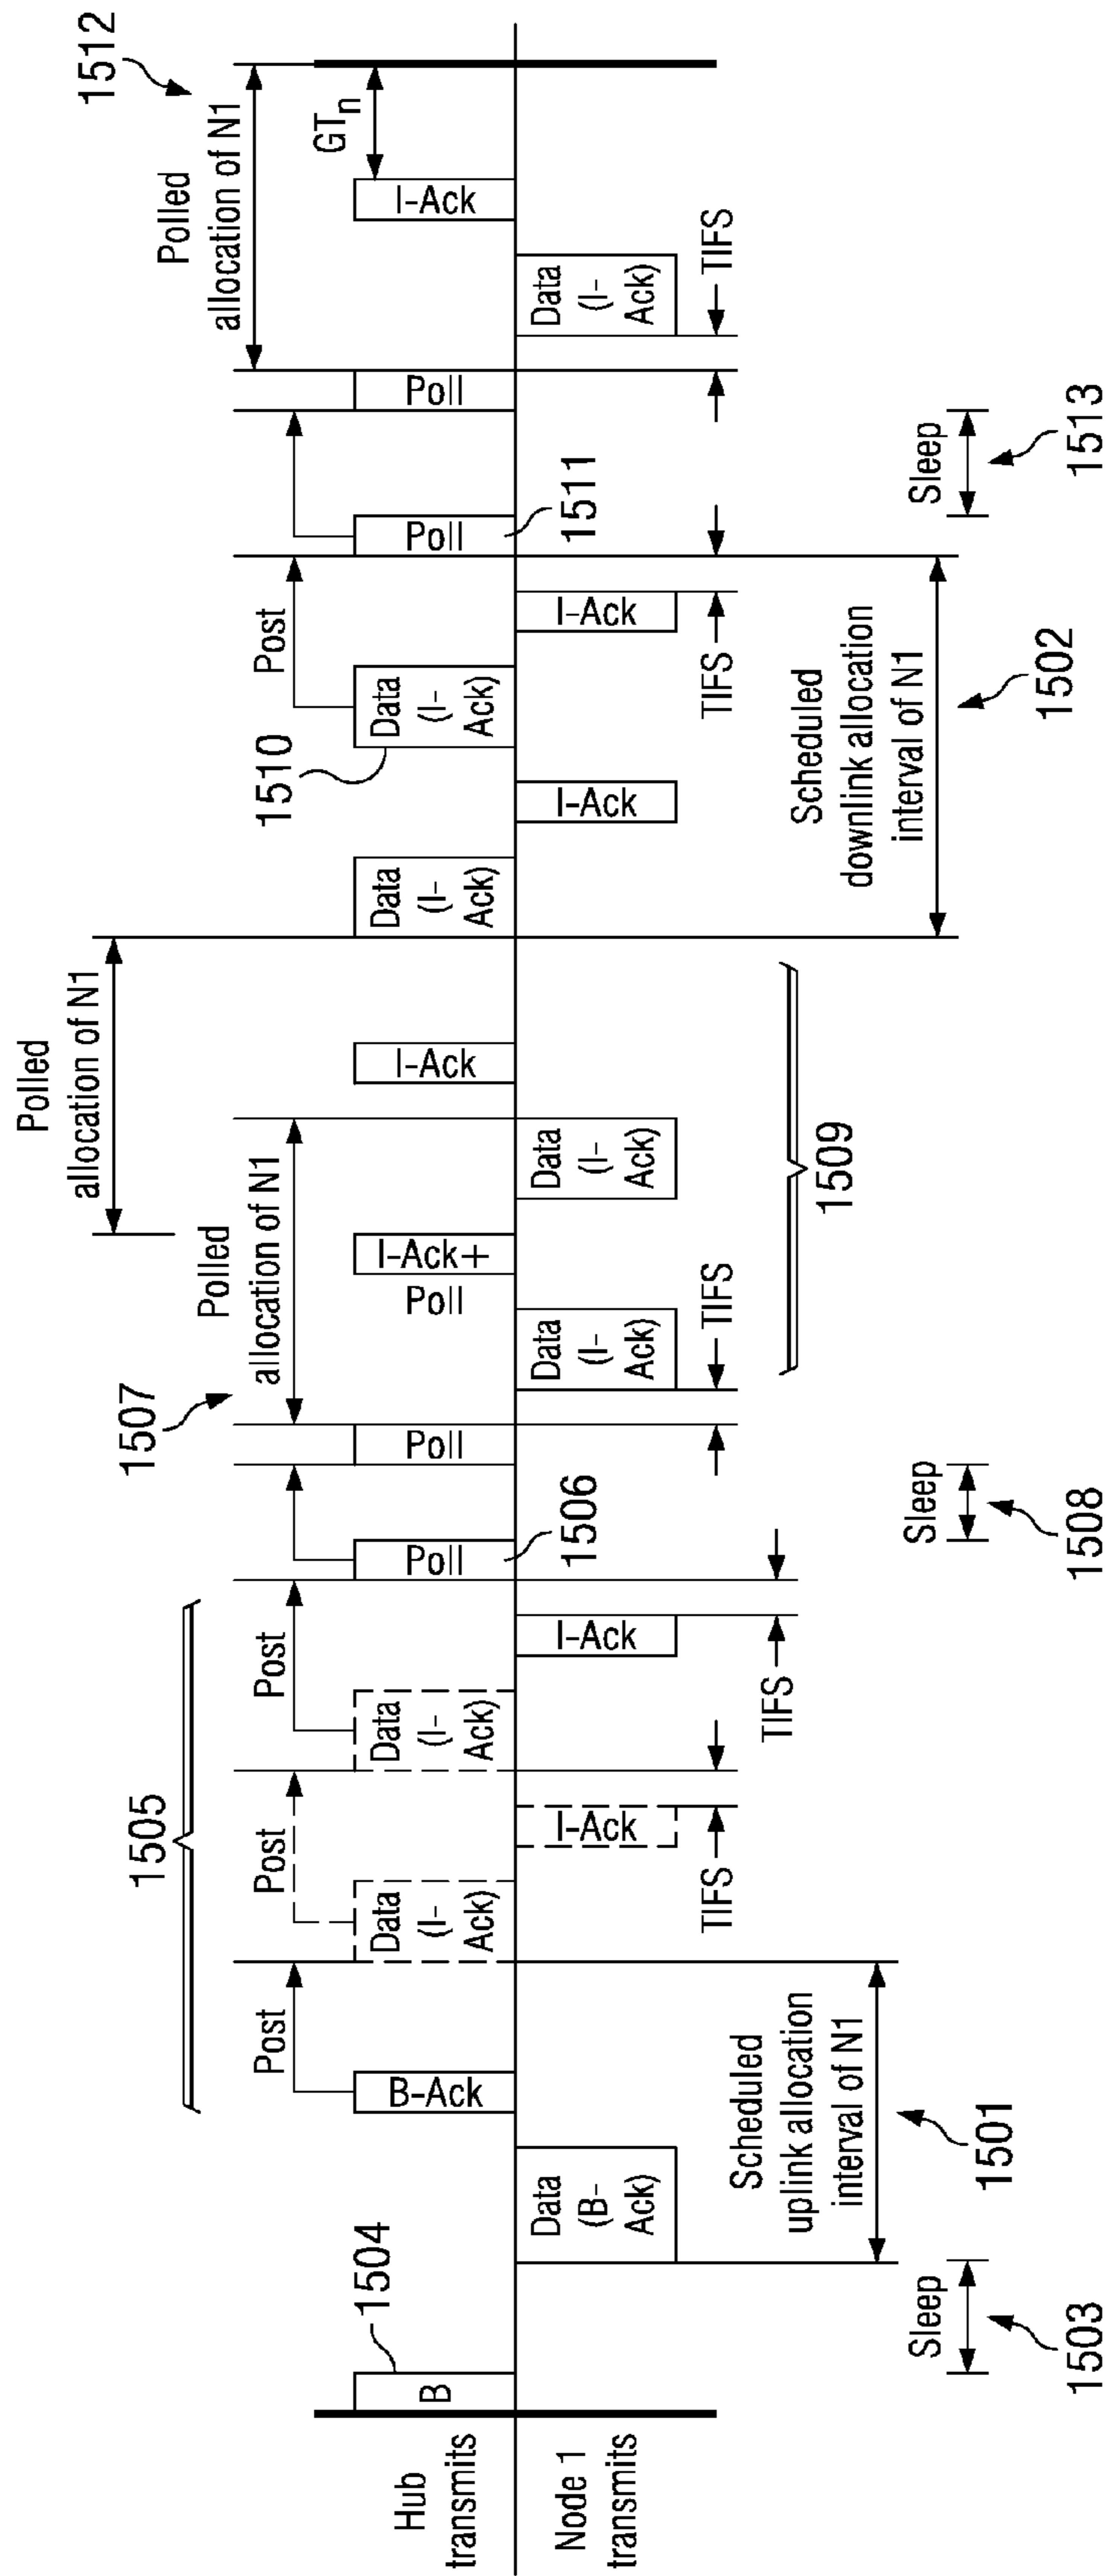 Polled
allocation of N1
1512
1505
1507
Polled
allocation of N1
Polled
allocation of N1
Post
Post
Post
1510
Post
GTn
1504
Hub
transmits
B
B-Ack
Data
(I-
Ack)
Data
(I-
Ack)
Poll
Poll
I-Ack+
Poll
I-Ack
Data
(I-
Ack)
Data
(I-
Ack)
Poll
Poll
I-Ack
Node 1
transmits
Data
(B-
Ack)
I-Ack
I-Ack
1506
Data
(I-
Ack)
Data
(I-
Ack)
I-Ack
I-Ack
1511
Data
(I-
Ack)
TIFS
TIFS
TIFS
TIFS
TIFS
Scheduled
uplink allocation
interval of N1
1509
Scheduled
downlink allocation
interval of N1
Sleep
1503
1501
Sleep
1508
1502
Sleep
1513